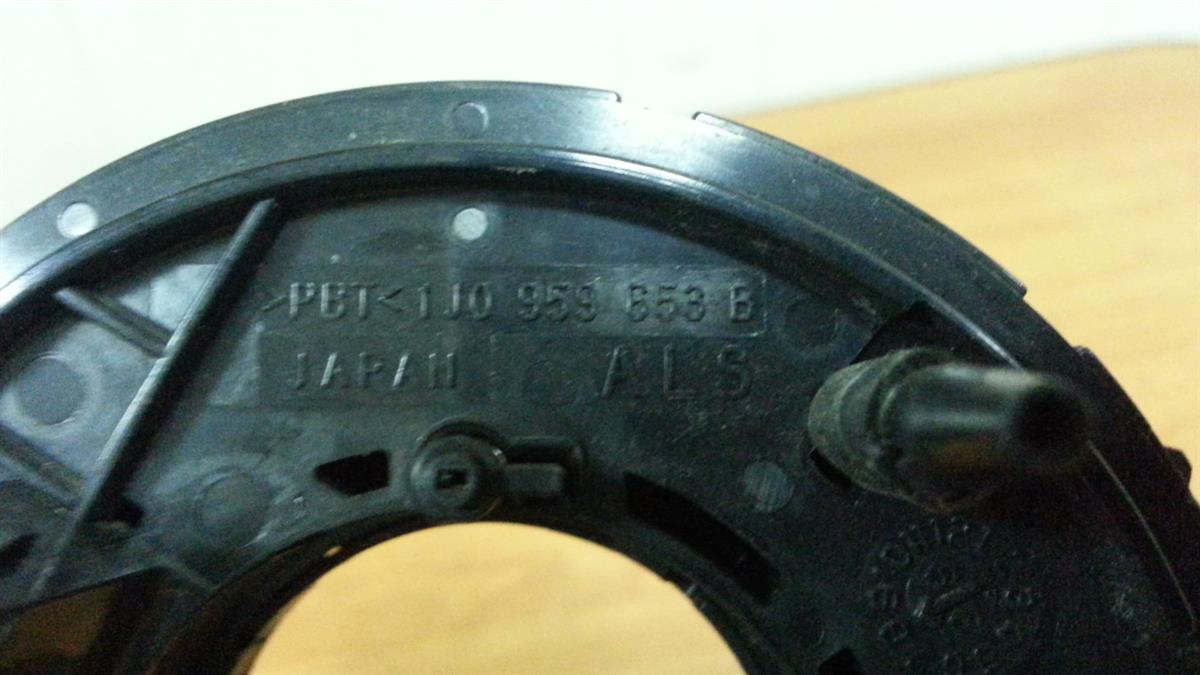 >PBT<1J0 959 653 B
JAPAN ALS